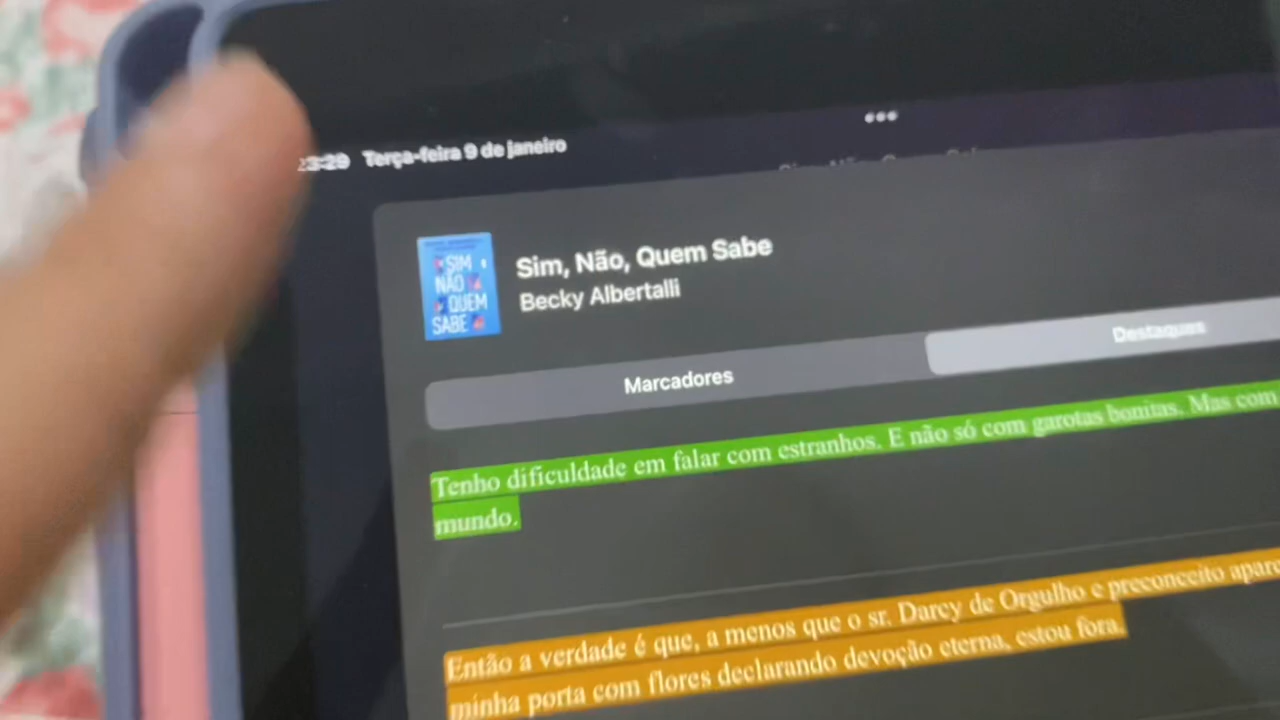 23:29 Terça-feira 9 de janeiro
Sim, Não, Quem Sabe
SIM
NÃO
QUEM
SABE
Becky Albertalli
Marcadores
Destaques
Tenho dificuldade em falar com estranhos. E não só com garotas bonitas. Mas com
mundo.
Então a verdade é que, a menos que o sr. Darcy de Orgulho e preconceito
minha porta com flores declarando devoção eterna, estou fora.